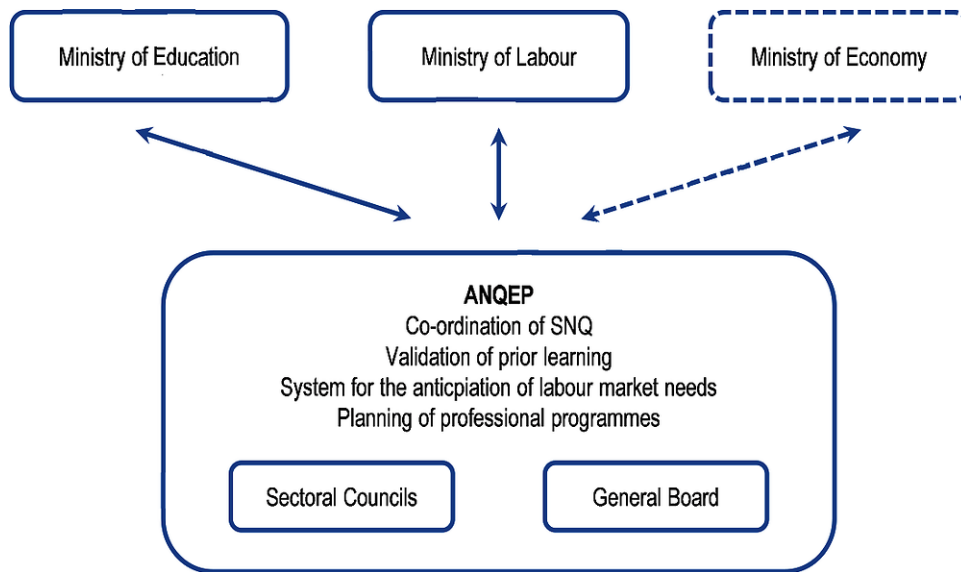 Ministry of Education
Ministry of Labour
Ministry of Economy
ANQEP
Co-ordination of SNQ
Validation of prior learning
System for the anticpiation of labour market needs
Planning of professional programmes
Sectoral Councils
General Board